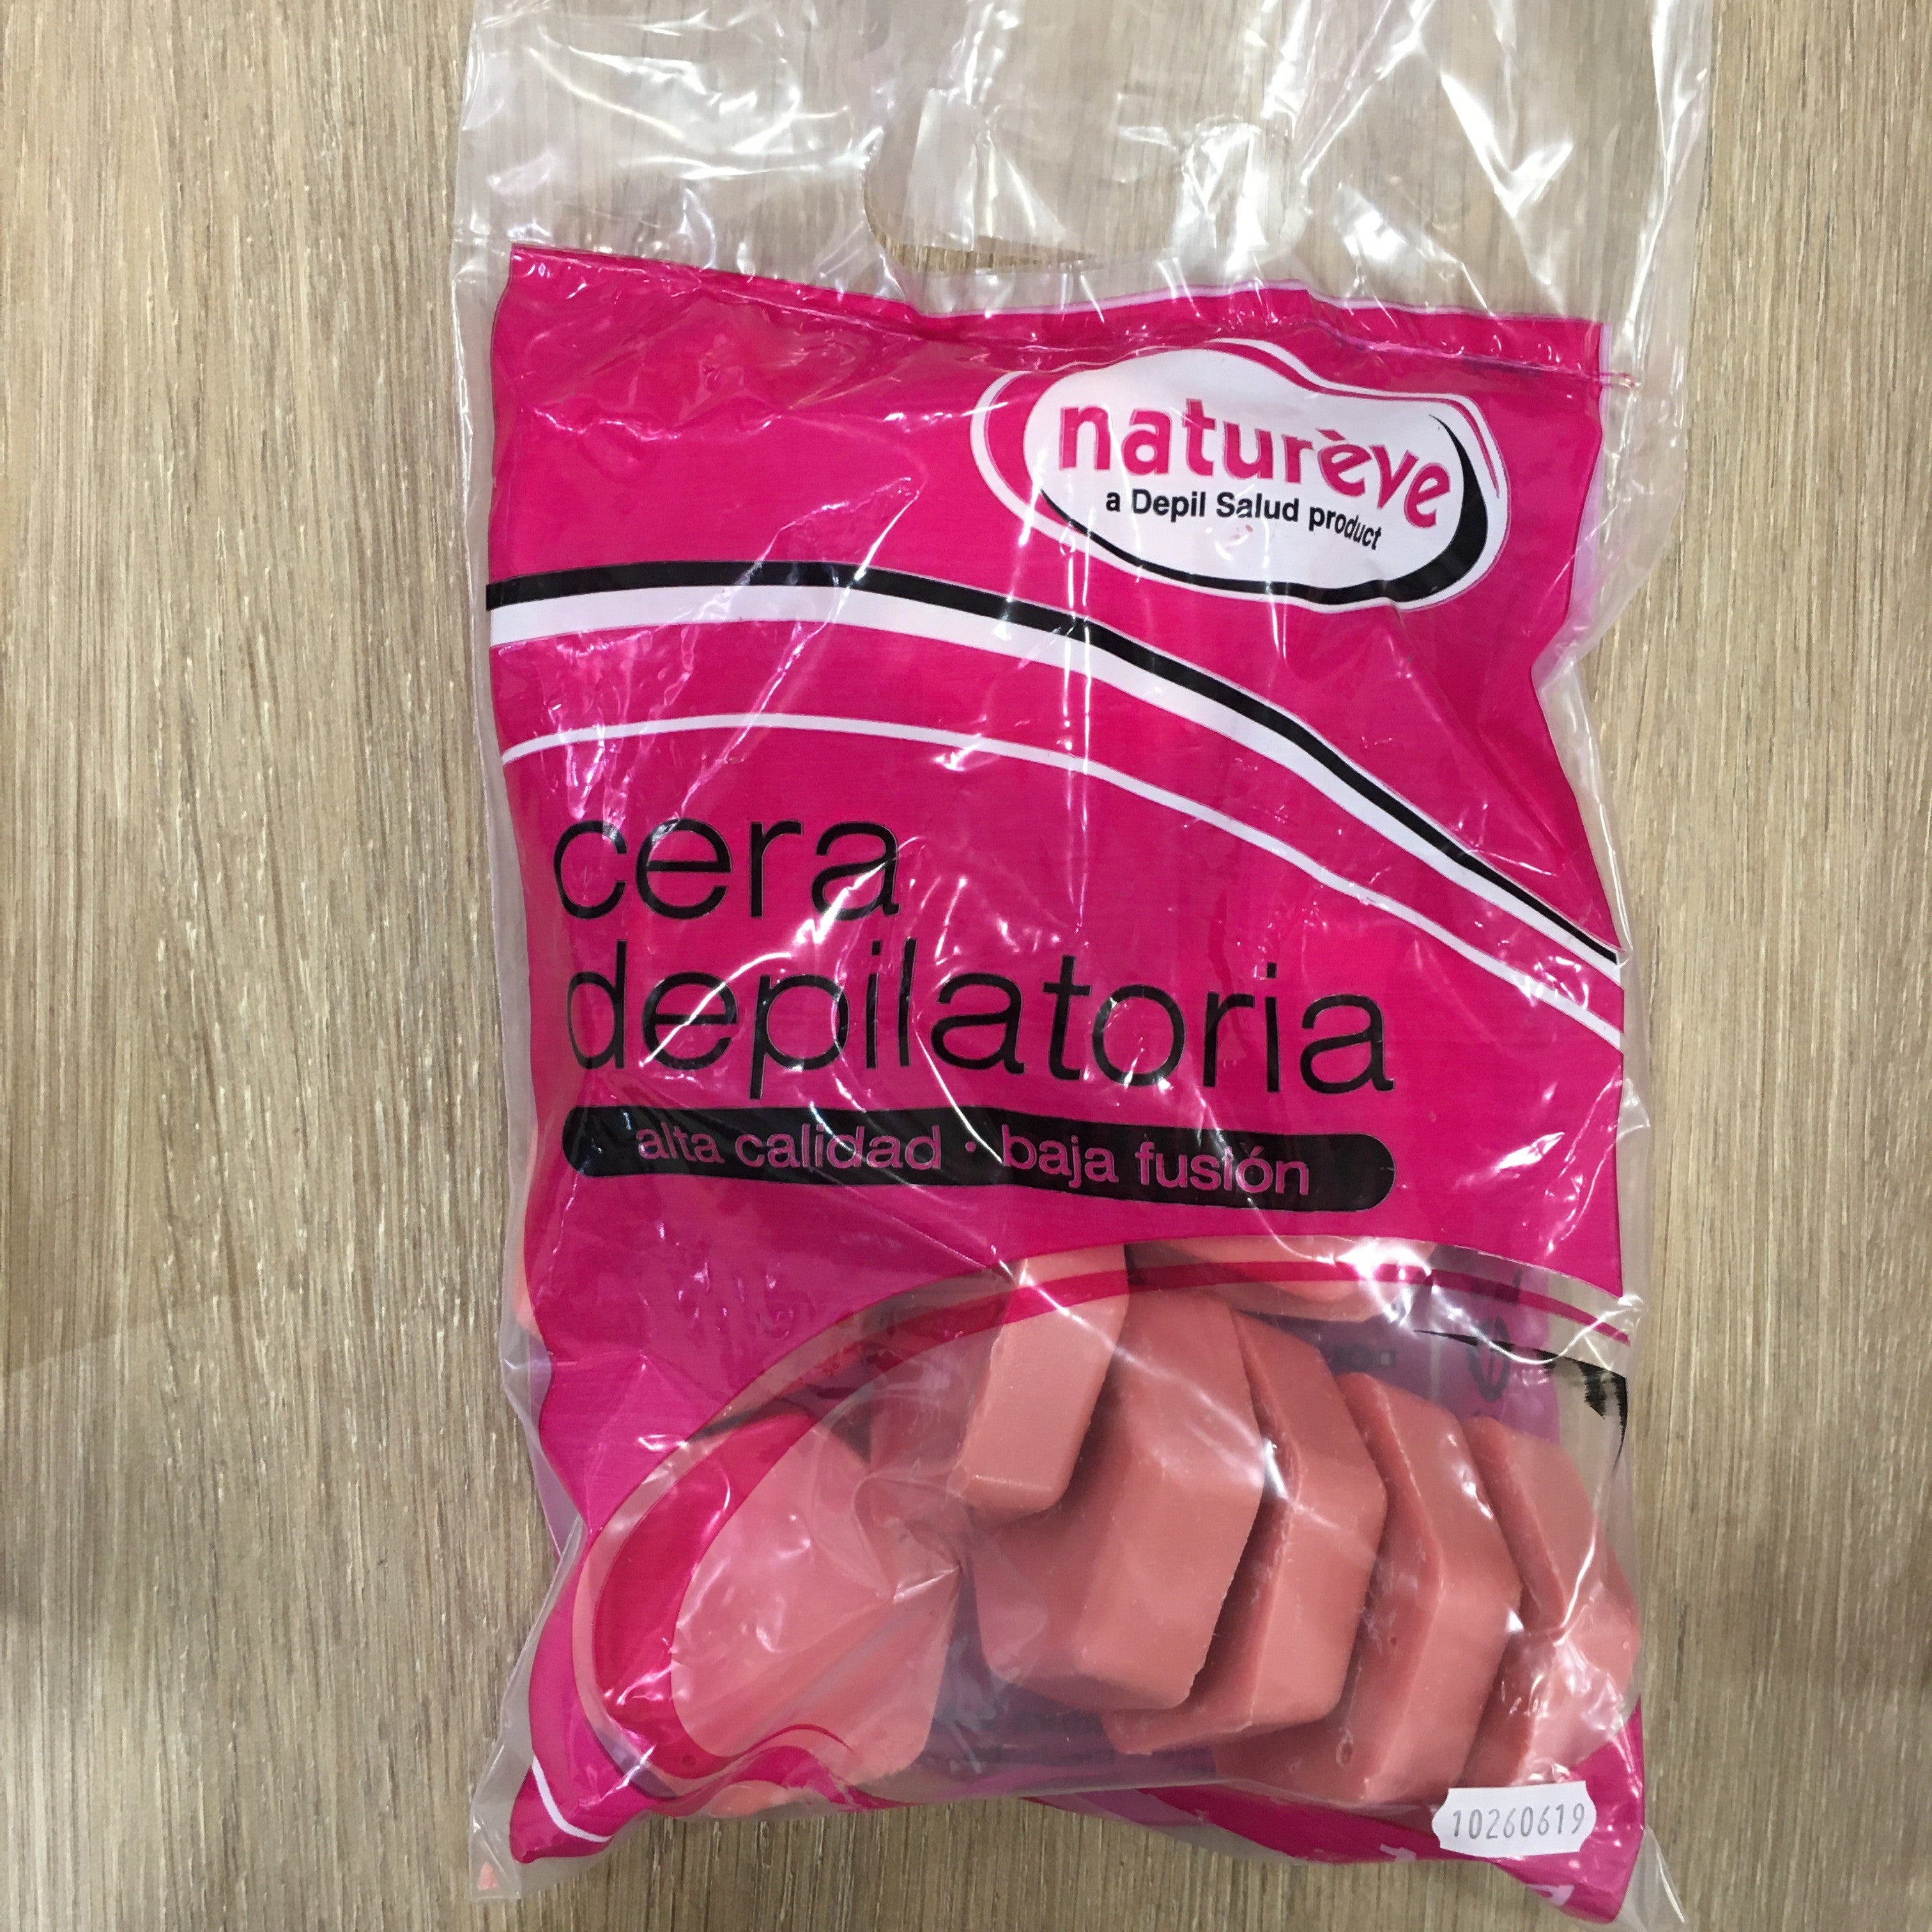 naturève
a Depil Salud product
cera
depilatoria
alta calidad · baja fusión
10260619